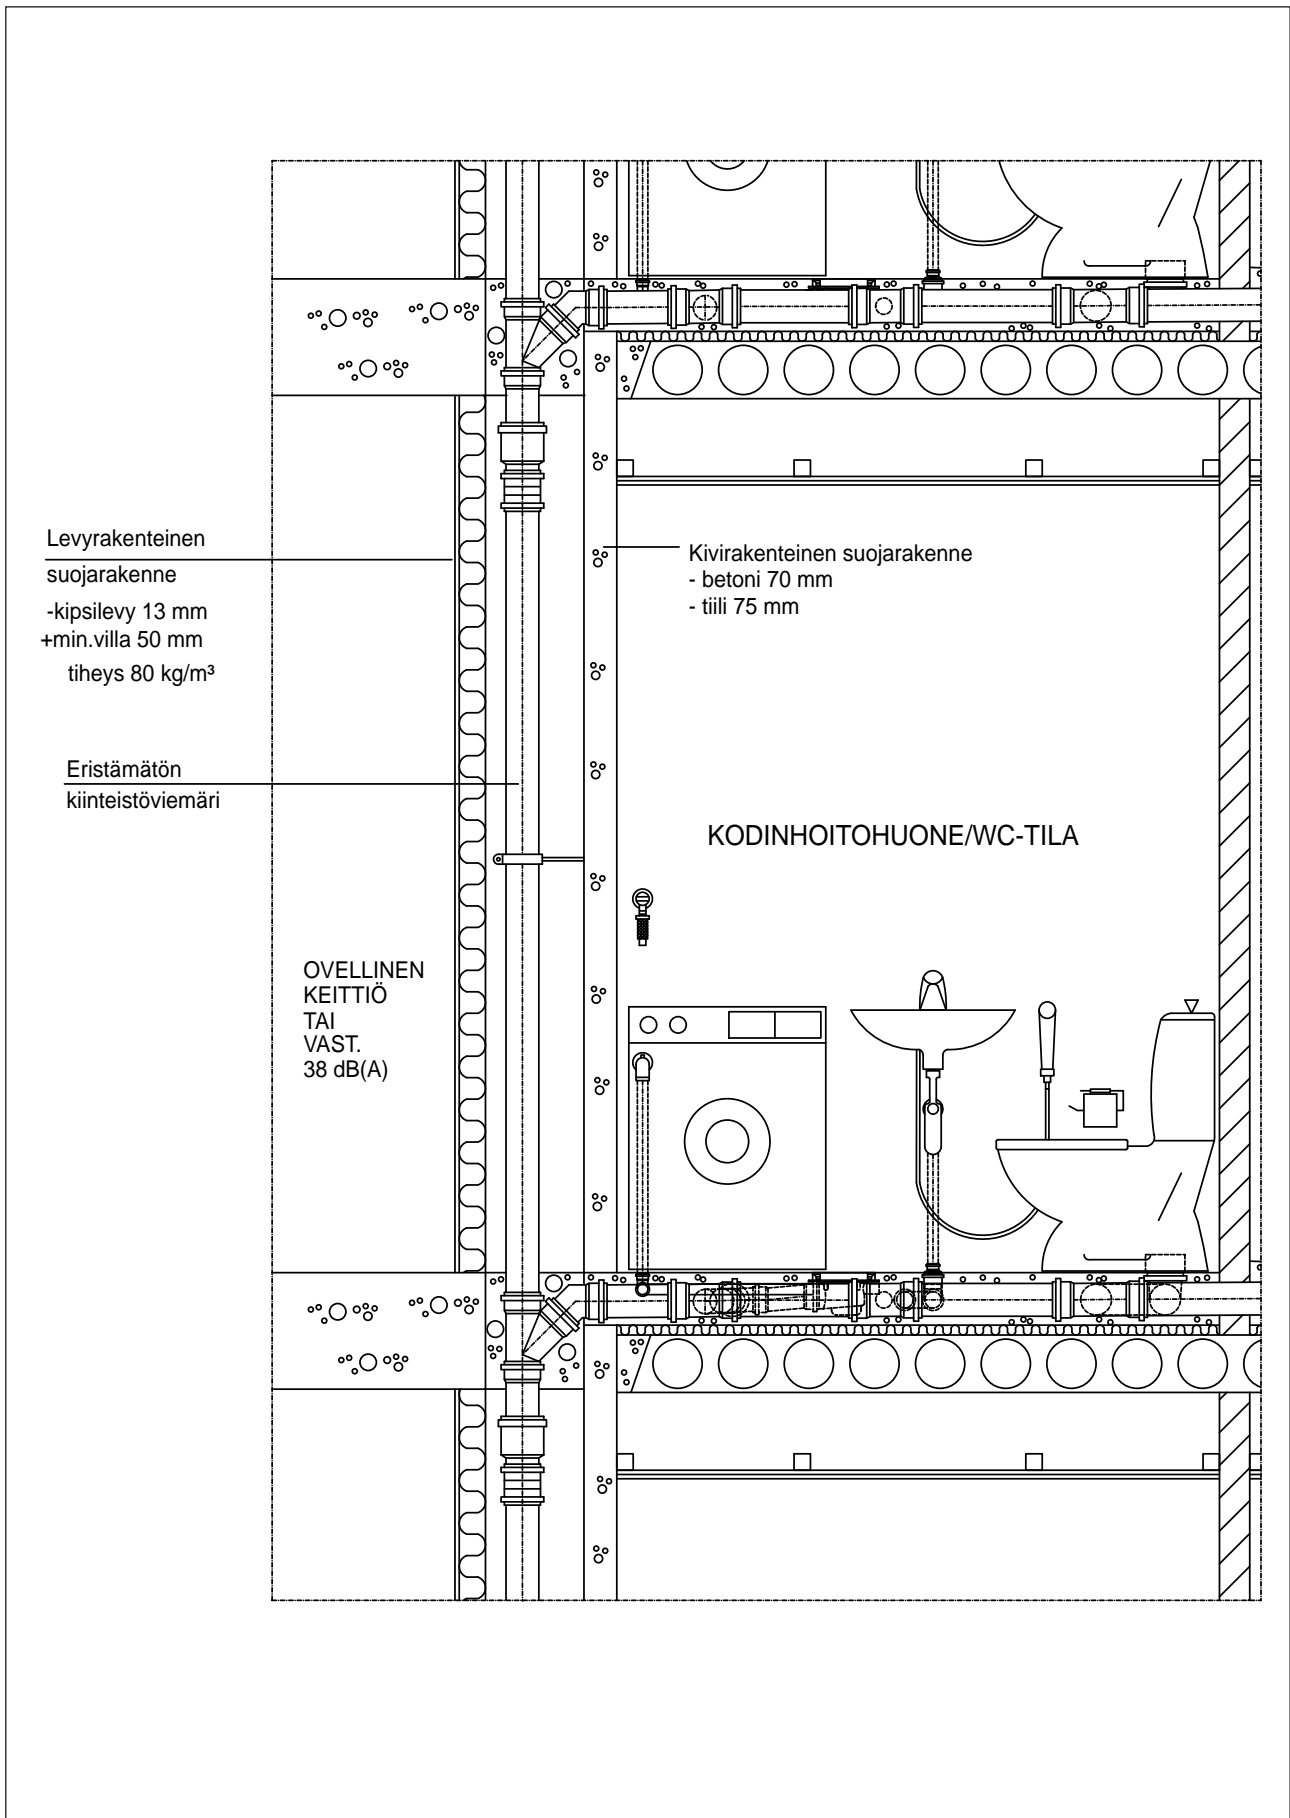 Levyrakenteinen
suojarakenne
-kipsilevy 13 mm
+min.villa 50 mm
tiheys 80 kg/m³
Kivirakenteinen suojarakenne
- betoni 70 mm
- tiili 75 mm
Eristämätön
kiinteistöviemäri
KODINHOITOHUONE/WC-TILA
OVELLINEN
KEITTIÖ
TAI
VAST.
38 dB(A)